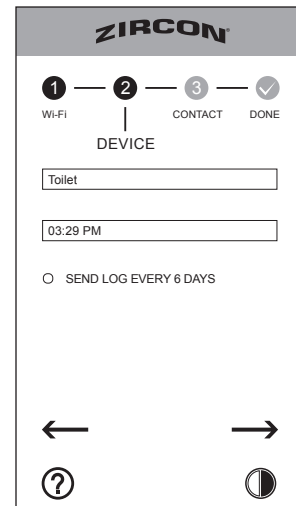 ZIRCON®
1 2 3
Wi-Fi CONTACT DONE
DEVICE
Toilet
03:29 PM
SEND LOG EVERY 6 DAYS
?